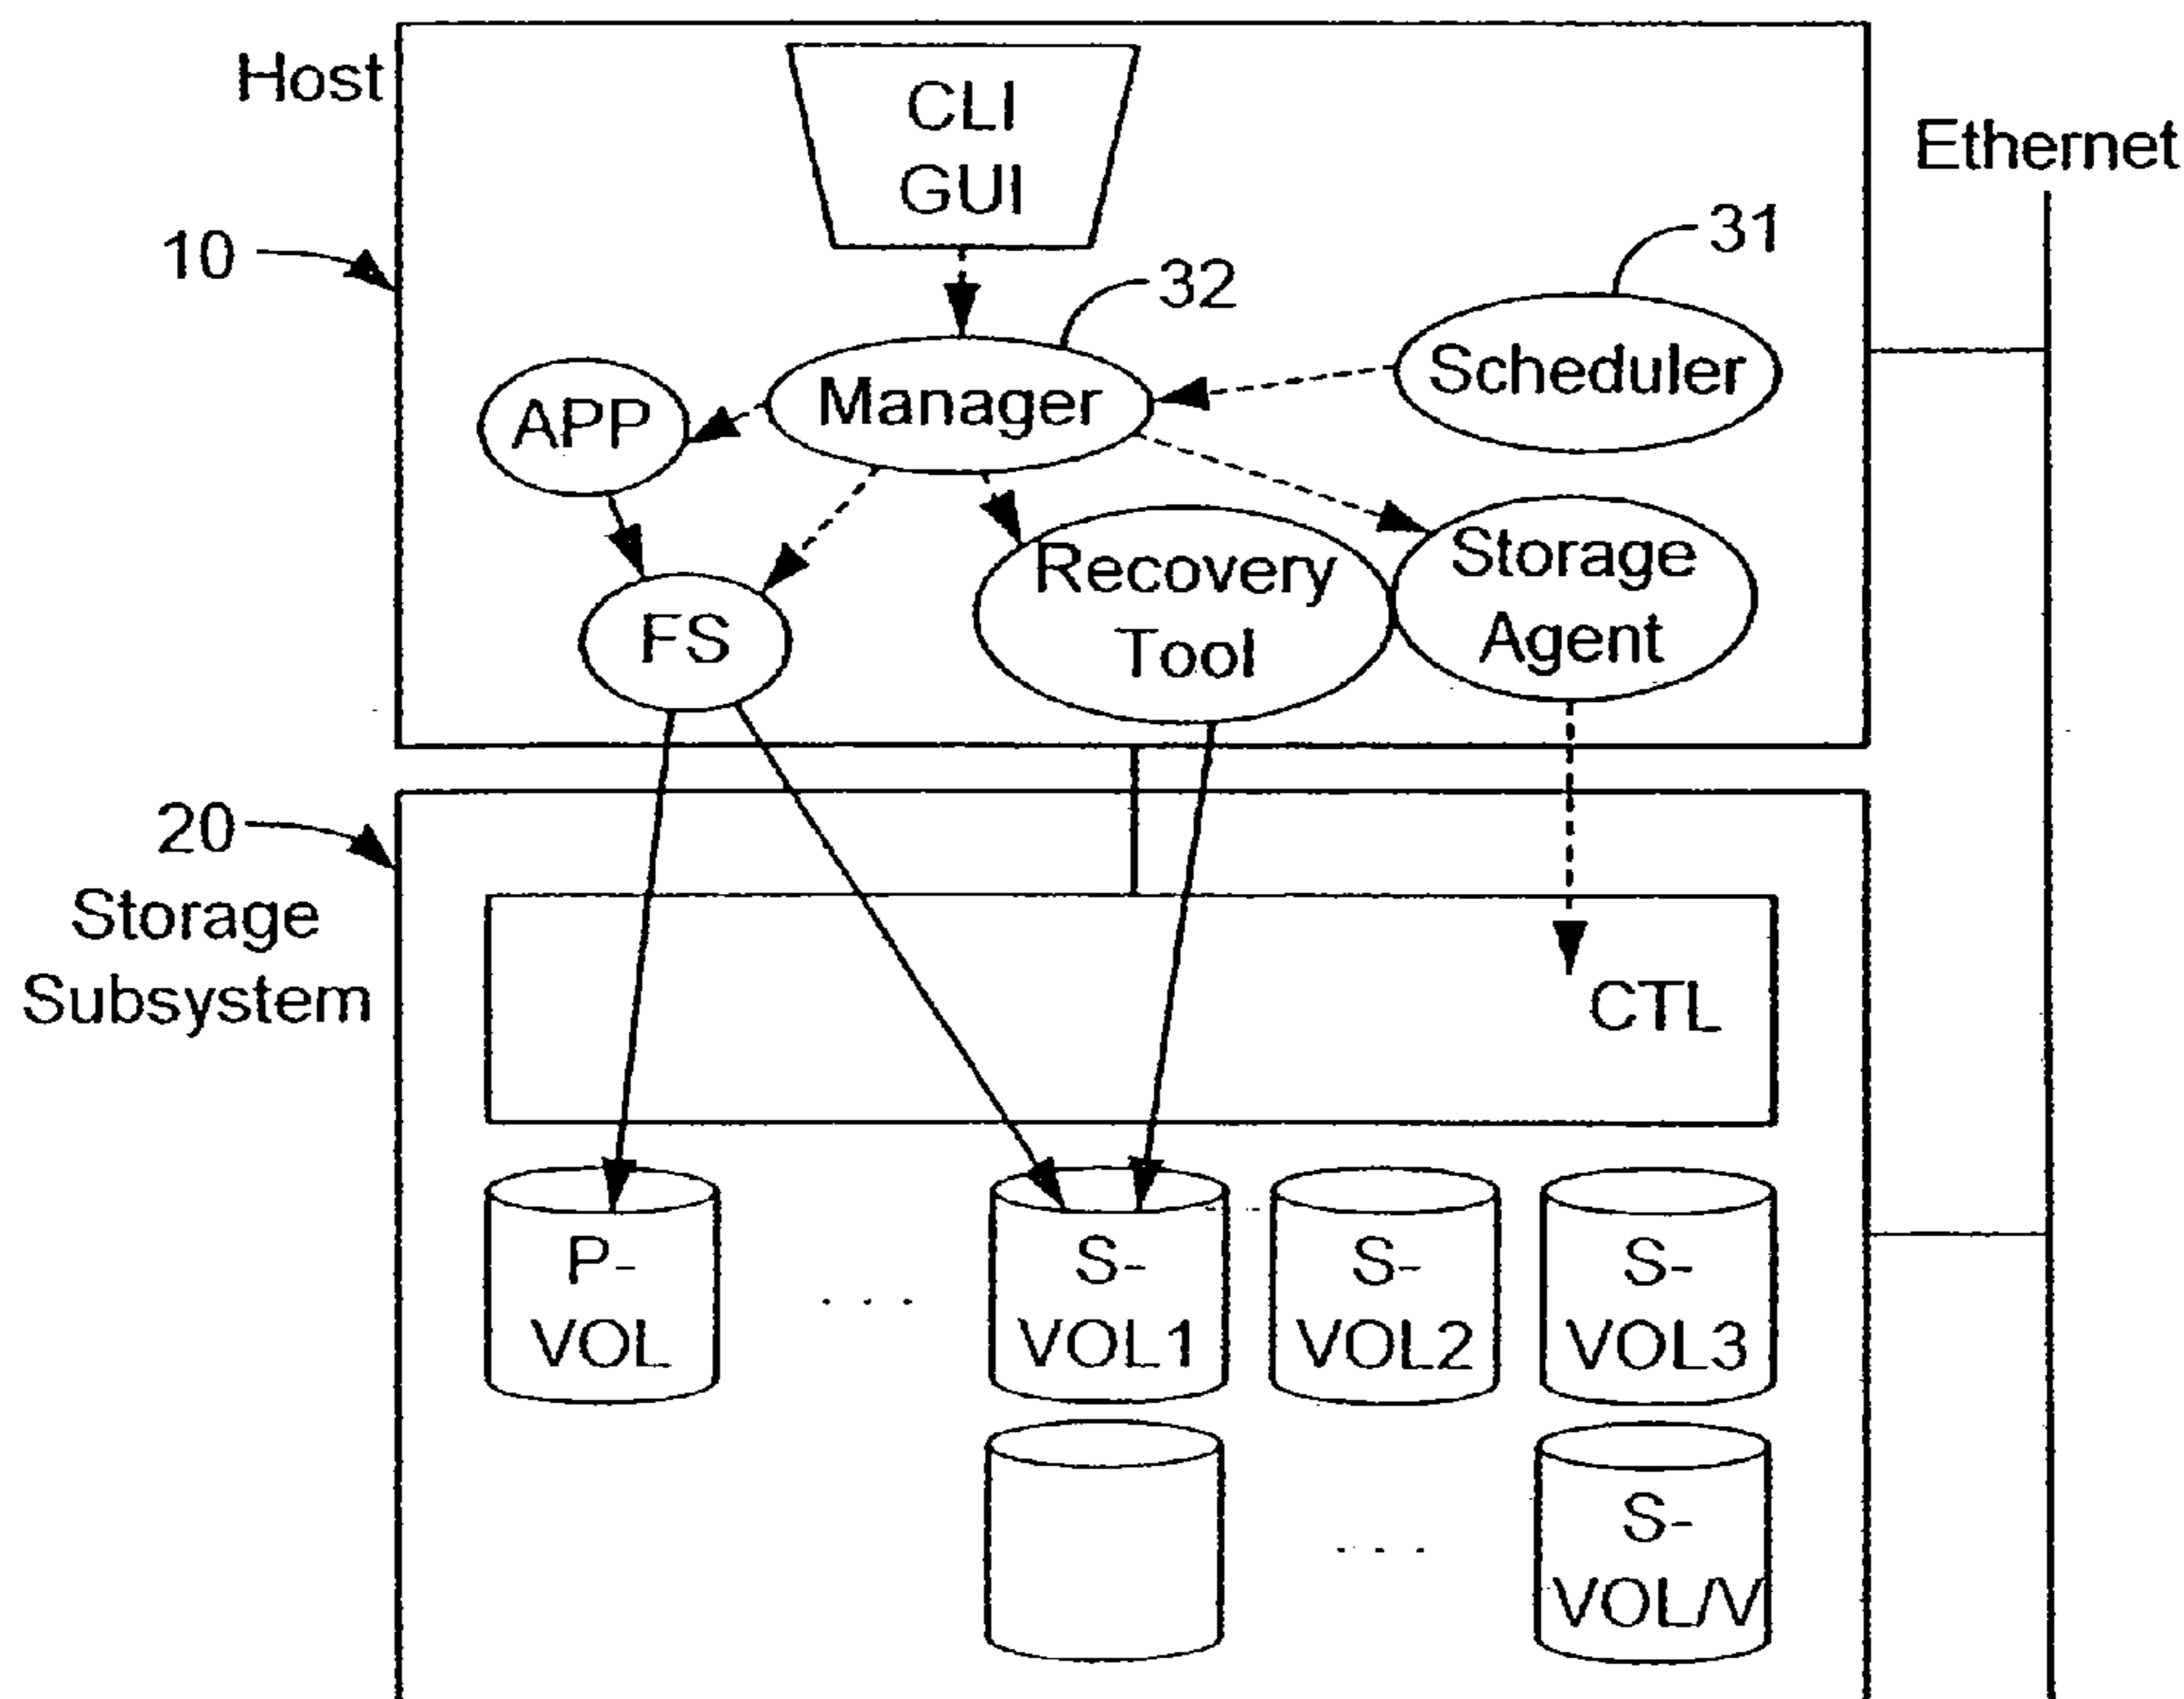 Host
CLI
GUI
Ethernet
10
31
32
Scheduler
Manager
APP
Storage
Agent
Recovery
Tool
FS
20
Storage
Subsystem
CTL
P-
VOL
. . .
S-
VOL1
S-
VOL2
S-
VOL3
. . .
S-
VOL/V